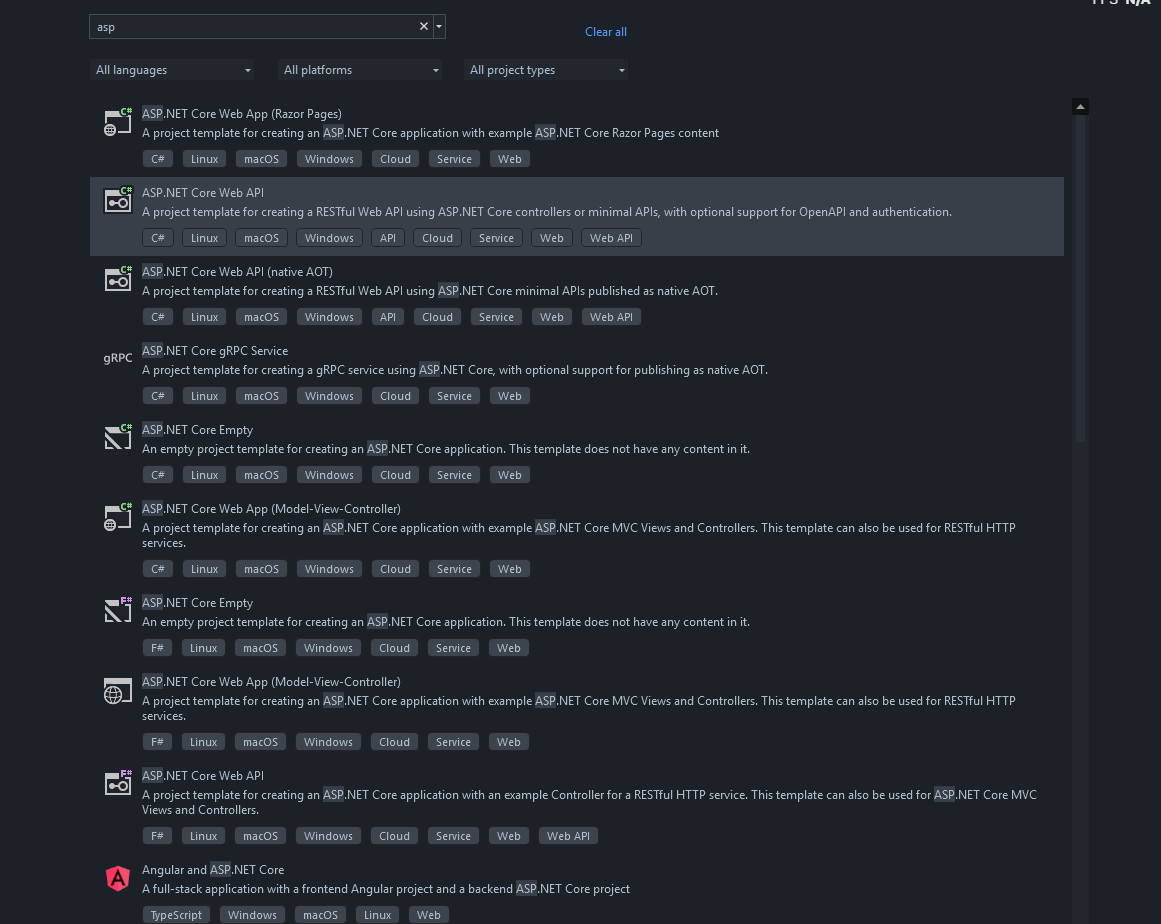 FPS N/A
asp
Clear all
All languages All platforms All project types
C#
ASP.NET Core Web App (Razor Pages)
A project template for creating an ASP.NET Core application with example ASP.NET Core Razor Pages content
C# Linux macOS Windows Cloud Service Web
C#
ASP.NET Core Web API
A project template for creating a RESTful Web API using ASP.NET Core controllers or minimal APIs, with optional support for OpenAPI and authentication.
C# Linux macOS Windows API Cloud Service Web Web API
C#
ASP.NET Core Web API (native AOT)
A project template for creating a RESTful Web API using ASP.NET Core minimal APIs published as native AOT.
C# Linux macOS Windows API Cloud Service Web Web API
gRPC
ASP.NET Core gRPC Service
A project template for creating a gRPC service using ASP.NET Core, with optional support for publishing as native AOT.
C# Linux macOS Windows Cloud Service Web
C#
ASP.NET Core Empty
An empty project template for creating an ASP.NET Core application. This template does not have any content in it.
C# Linux macOS Windows Cloud Service Web
C#
ASP.NET Core Web App (Model-View-Controller)
A project template for creating an ASP.NET Core application with example ASP.NET Core MVC Views and Controllers. This template can also be used for RESTful HTTP
services.
C# Linux macOS Windows Cloud Service Web
F#
ASP.NET Core Empty
An empty project template for creating an ASP.NET Core application. This template does not have any content in it.
F# Linux macOS Windows Cloud Service Web
ASP.NET Core Web App (Model-View-Controller)
A project template for creating an ASP.NET Core application with example ASP.NET Core MVC Views and Controllers. This template can also be used for RESTful HTTP
services.
F# Linux macOS Windows Cloud Service Web
F#
ASP.NET Core Web API
A project template for creating an ASP.NET Core application with an example Controller for a RESTful HTTP service. This template can also be used for ASP.NET Core MVC
Views and Controllers.
F# Linux macOS Windows Cloud Service Web Web API
A
Angular and ASP.NET Core
A full-stack application with a frontend Angular project and a backend ASP.NET Core project
TypeScript Windows macOS Linux Web